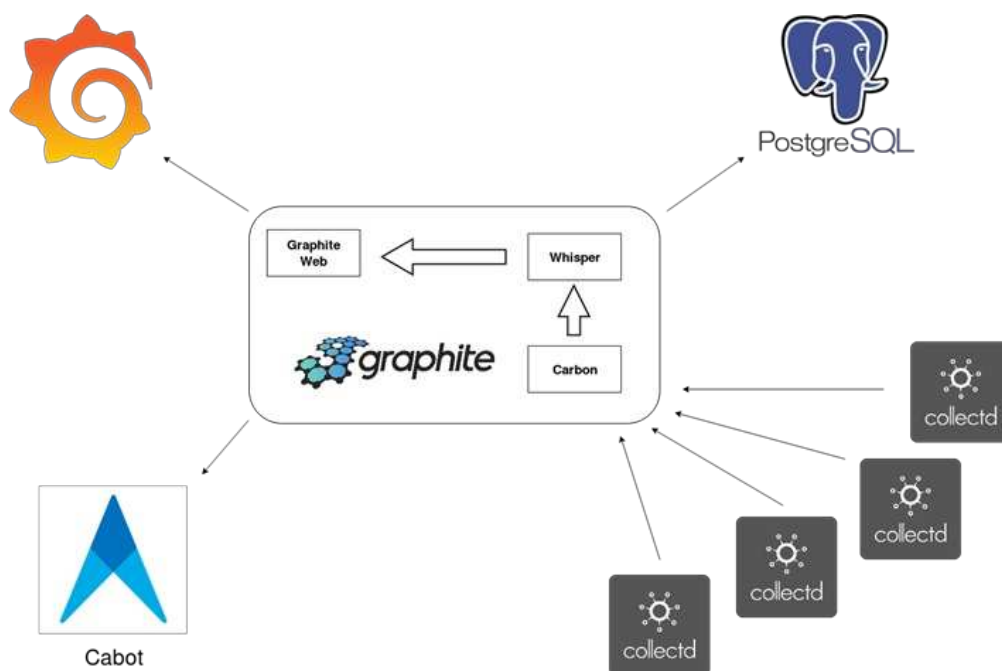 PostgreSQL
Graphite
Web
Whisper
graphite
Carbon
collectd
collectd
collectd
collectd
Cabot